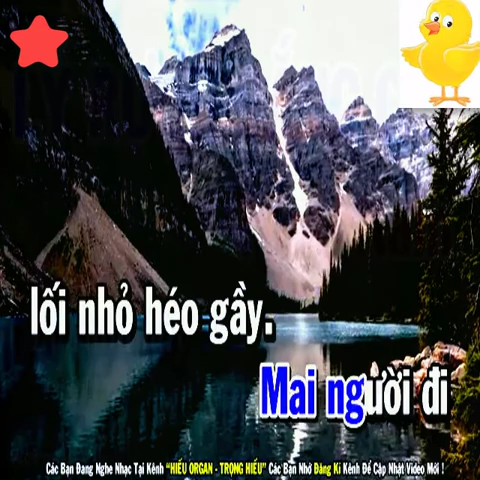 lối nhỏ héo gầy.
Mai người đi
Các Bạn Đang Nghe Nhạc Tại Kênh "HIẾU ORGAN - TRỌNG HIẾU" Các Bạn Nhớ Đăng Kí Kênh Để Cập Nhật Video Mới !